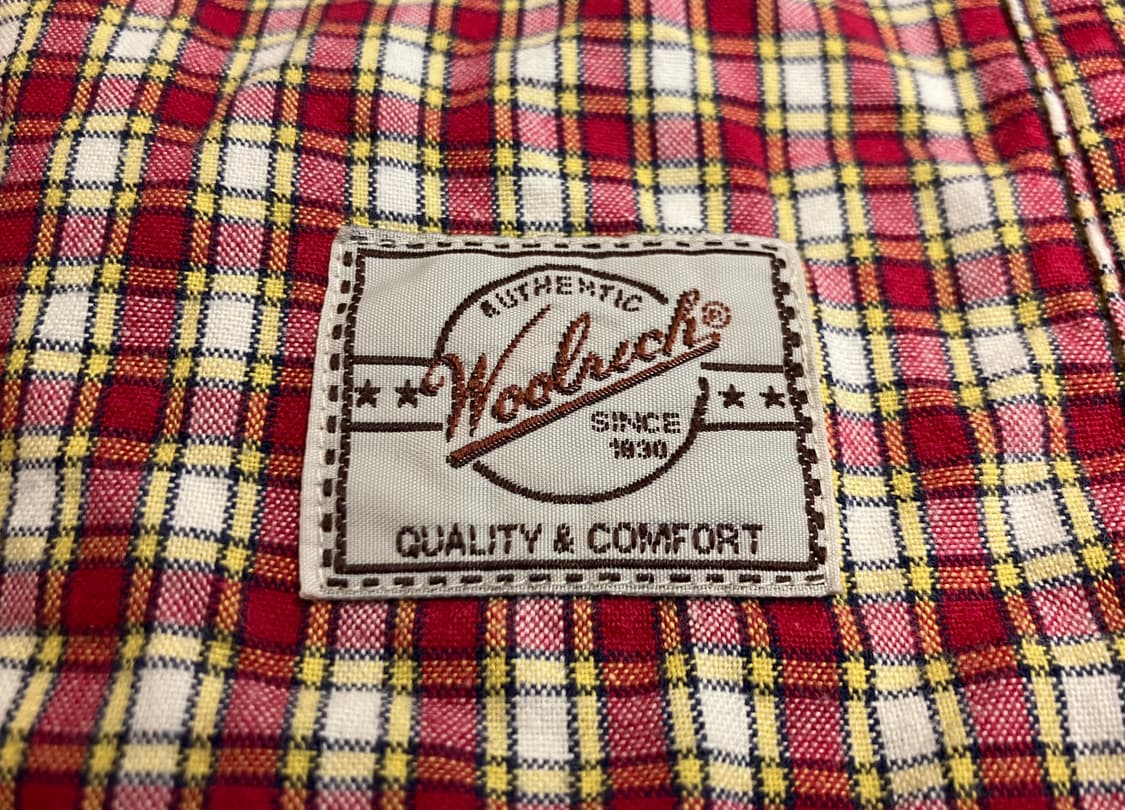 AUTHENTIC
Woolrich®
SINCE
1830
QUALITY & COMFORT